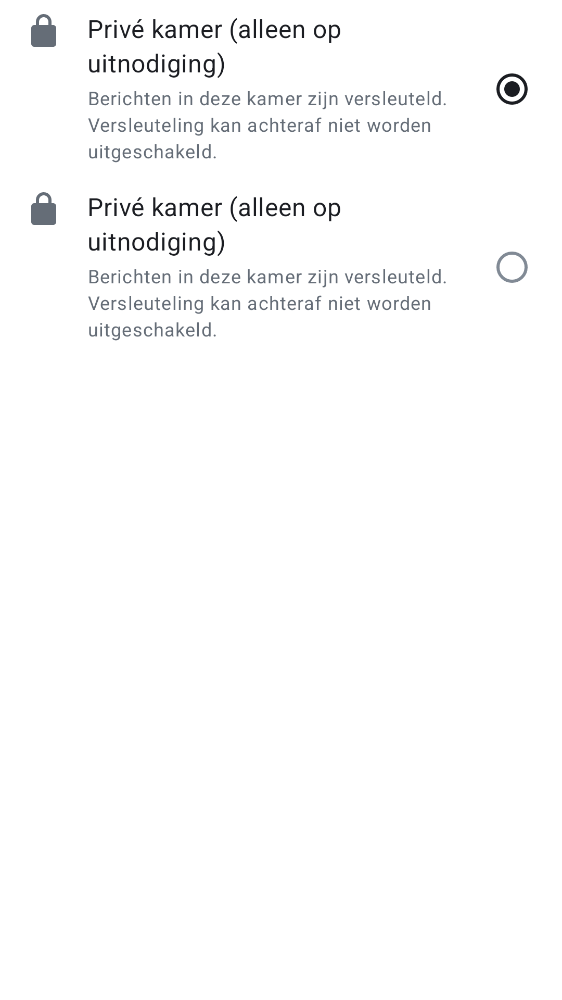 Privé kamer (alleen op
uitnodiging)
Berichten in deze kamer zijn versleuteld.
Versleuteling kan achteraf niet worden
uitgeschakeld.
Privé kamer (alleen op
uitnodiging)
Berichten in deze kamer zijn versleuteld.
Versleuteling kan achteraf niet worden
uitgeschakeld.